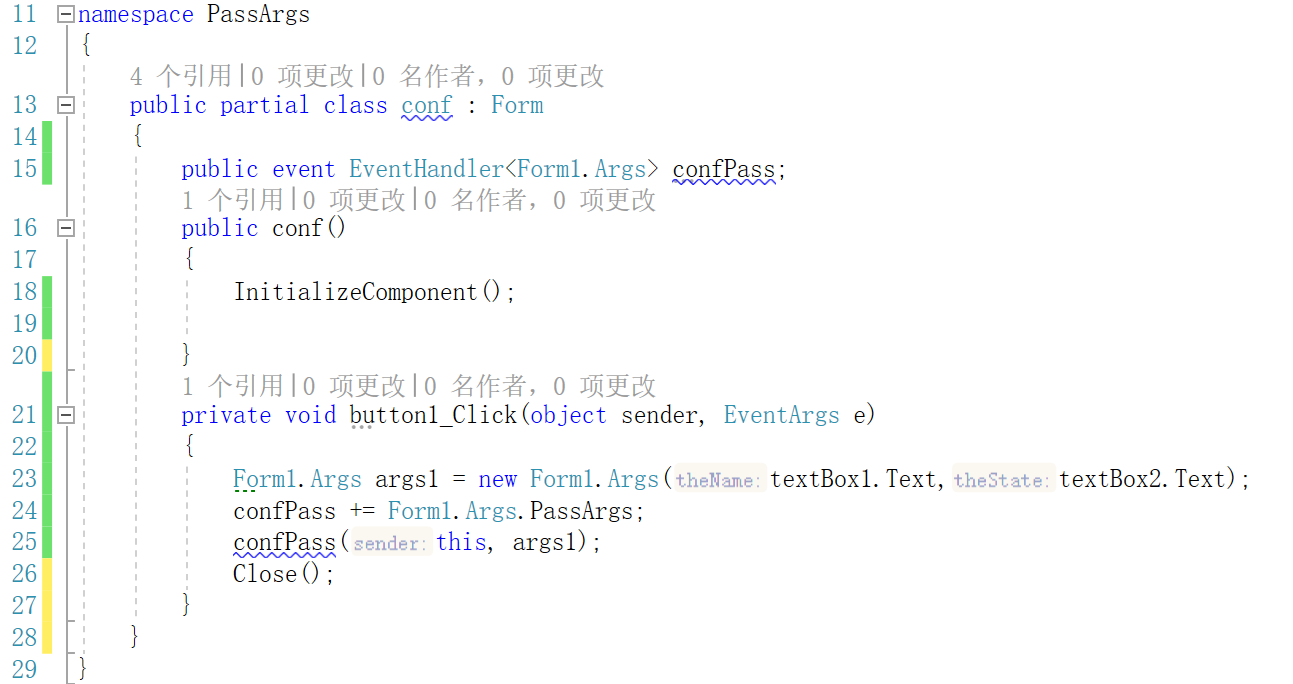 11 namespace PassArgs
12 {
4 个引用|0 项更改|0 名作者, 0 项更改
13 public partial class conf : Form
14 {
15 public event EventHandler<Form1.Args> confPass;
1 个引用|0 项更改|0 名作者, 0 项更改
16 public conf()
17 {
18 InitializeComponent();
19
20 }
1 个引用|0 项更改|0 名作者, 0 项更改
21 private void button1_Click(object sender, EventArgs e)
22 {
23 Form1.Args args1 = new Form1.Args(theName: textBox1.Text, theState: textBox2.Text);
24 confPass += Form1.Args.PassArgs;
25 confPass(sender: this, args1);
26 Close();
27 }
28 }
29 }